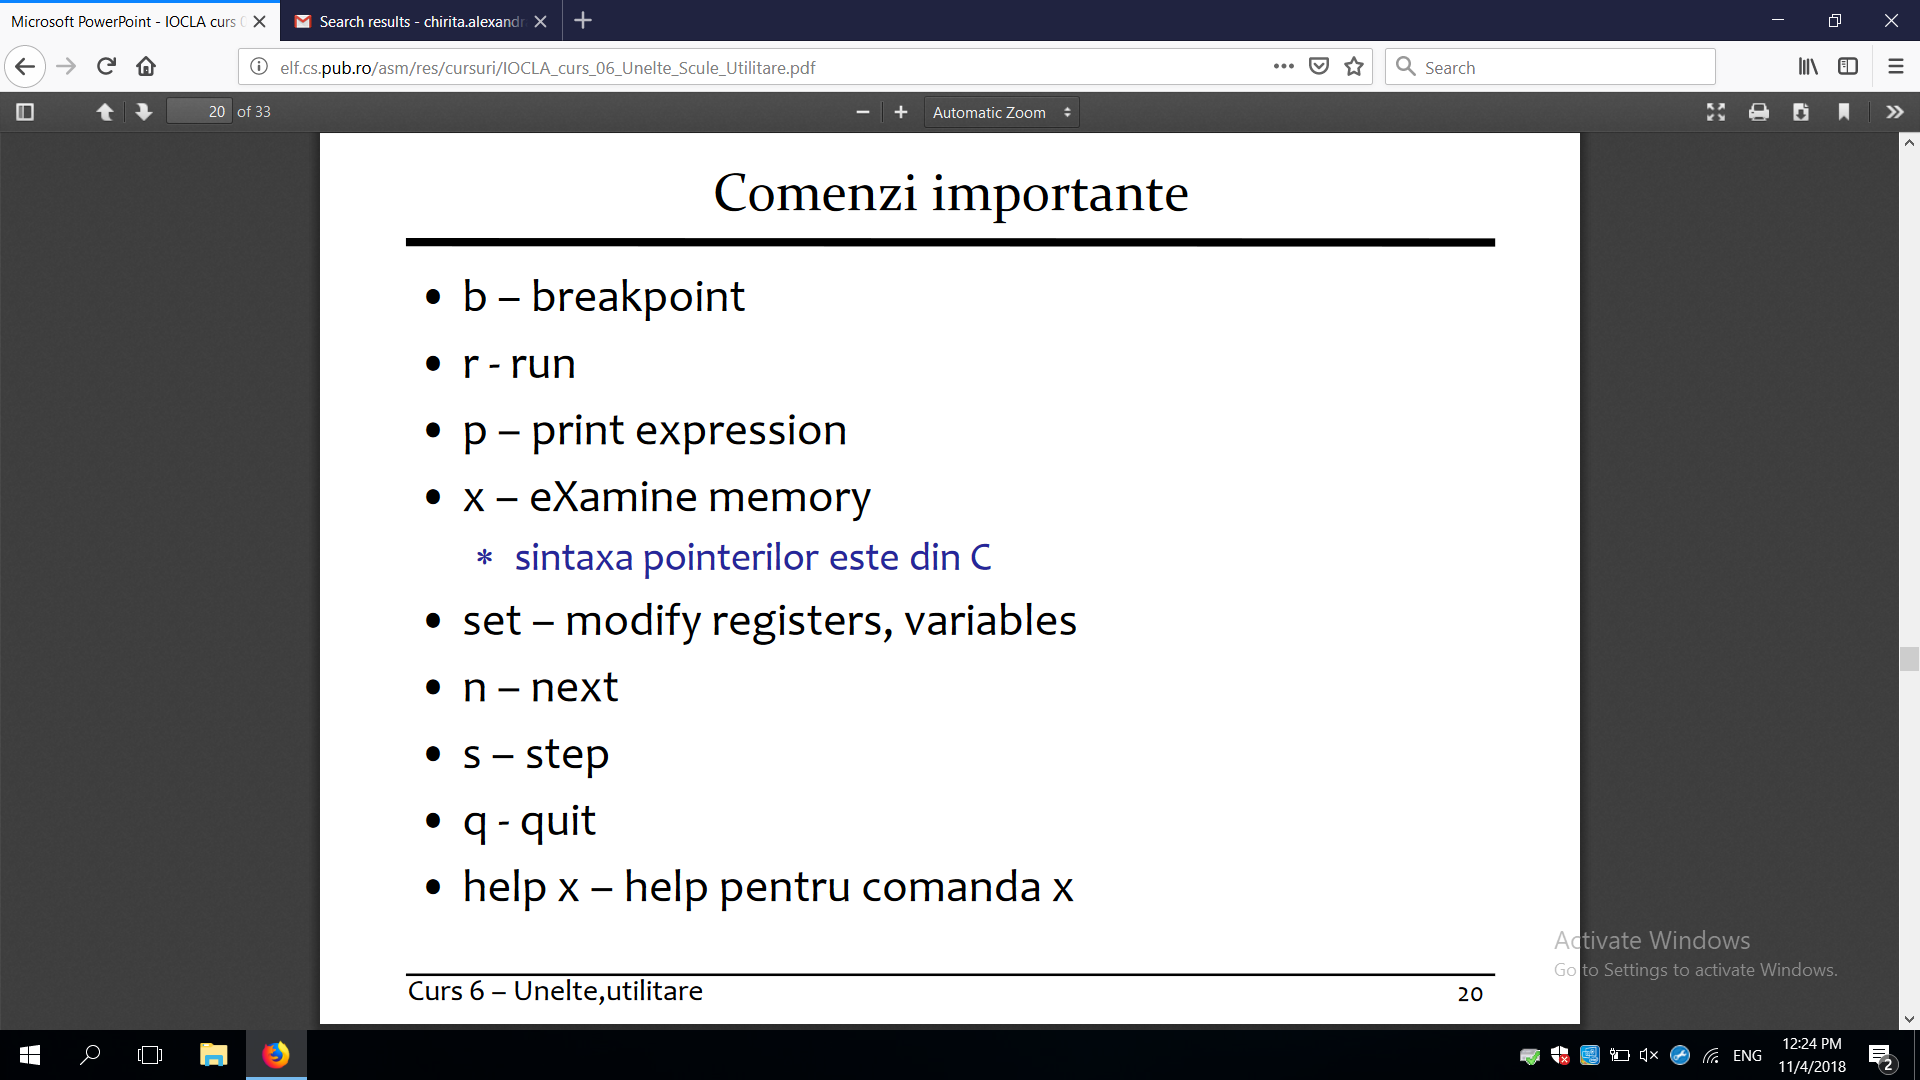 Microsoft PowerPoint - IOCLA curs
Search results - chirita.alexandr
elf.cs.pub.ro/asm/res/cursuri/IOCLA_curs_06_Unelte_Scule_Utilitare.pdf
Search
20 of 33
Automatic Zoom
Comenzi importante
• b – breakpoint
• r - run
• p – print expression
• x – eXamine memory
* sintaxa pointerilor este din C
• set – modify registers, variables
• n – next
• s – step
• q - quit
• help x – help pentru comanda x
Curs 6 – Unelte,utilitare
20
Activate Windows
Go to Settings to activate Windows.
ENG
12:24 PM
11/4/2018
2